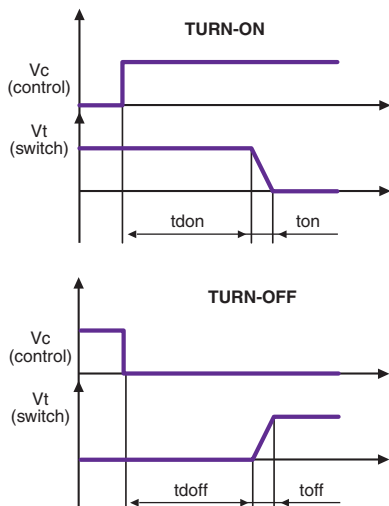 TURN-ON
Vc
(control)
Vt
(switch)
tdon
ton
TURN-OFF
Vc
(control)
Vt
(switch)
tdoff
toff